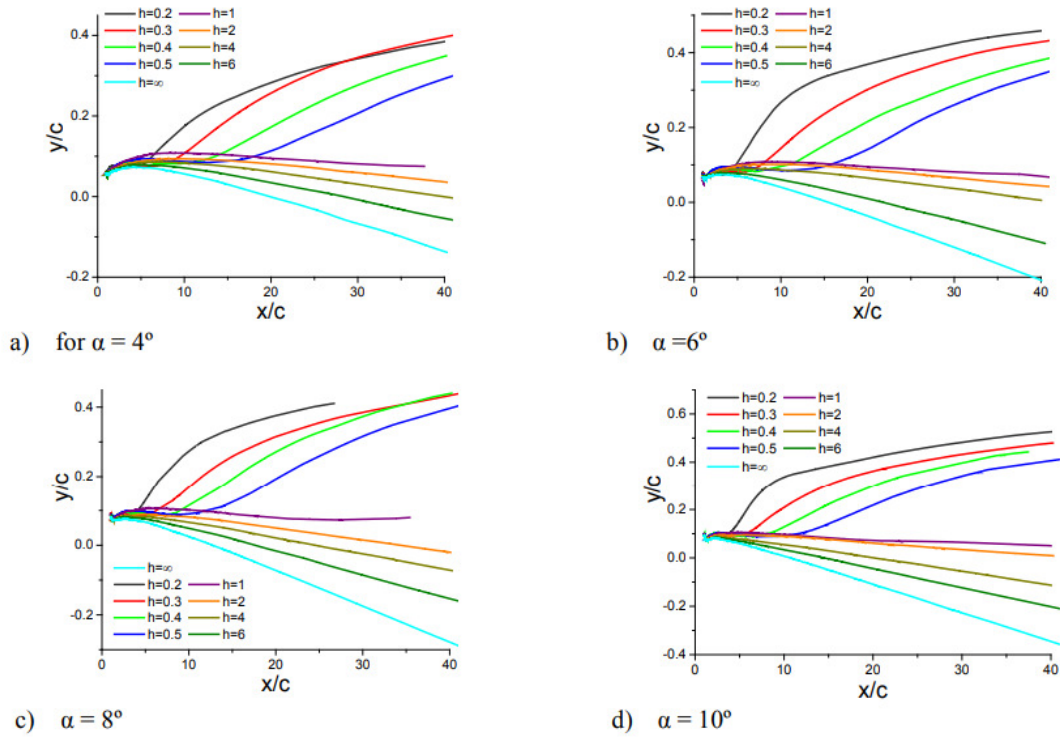 h=0.2 h=1
h=0.3 h=2
h=0.4 h=4
h=0.5 h=6
h=∞
y/c
0.4
0.2
0.0
-0.2
0 10 20 30 40
x/c
a) for α = 4º
h=0.2 h=1
h=0.3 h=2
h=0.4 h=4
h=0.5 h=6
h=∞
y/c
0.4
0.2
0.0
-0.2
0 10 20 30 40
x/c
b) α =6º
y/c
0.4
0.2
0.0
-0.2
h=∞
h=0.2 h=1
h=0.3 h=2
h=0.4 h=4
h=0.5 h=6
0 10 20 30 40
x/c
c) α = 8º
h=0.2 h=1
h=0.3 h=2
h=0.4 h=4
h=0.5 h=6
h=∞
y/c
0.6
0.4
0.2
0.0
-0.2
-0.4
0 10 20 30 40
x/c
d) α = 10º